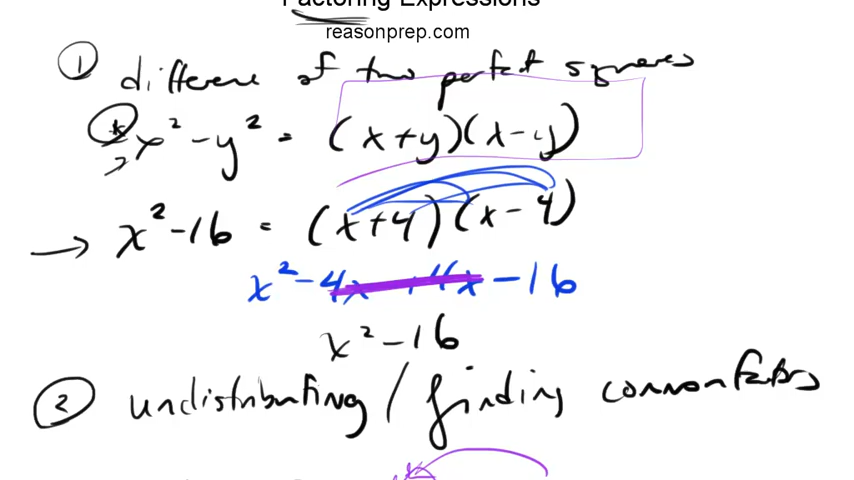 Factoring Expressions
reasonprep.com
① difference of two perfect squares
* x² - y² = (x+y)(x-y)
→ x² - 16 = (x+4)(x-4)
x² - 4x + 4x - 16
x² - 16
② undistributing / finding common factors